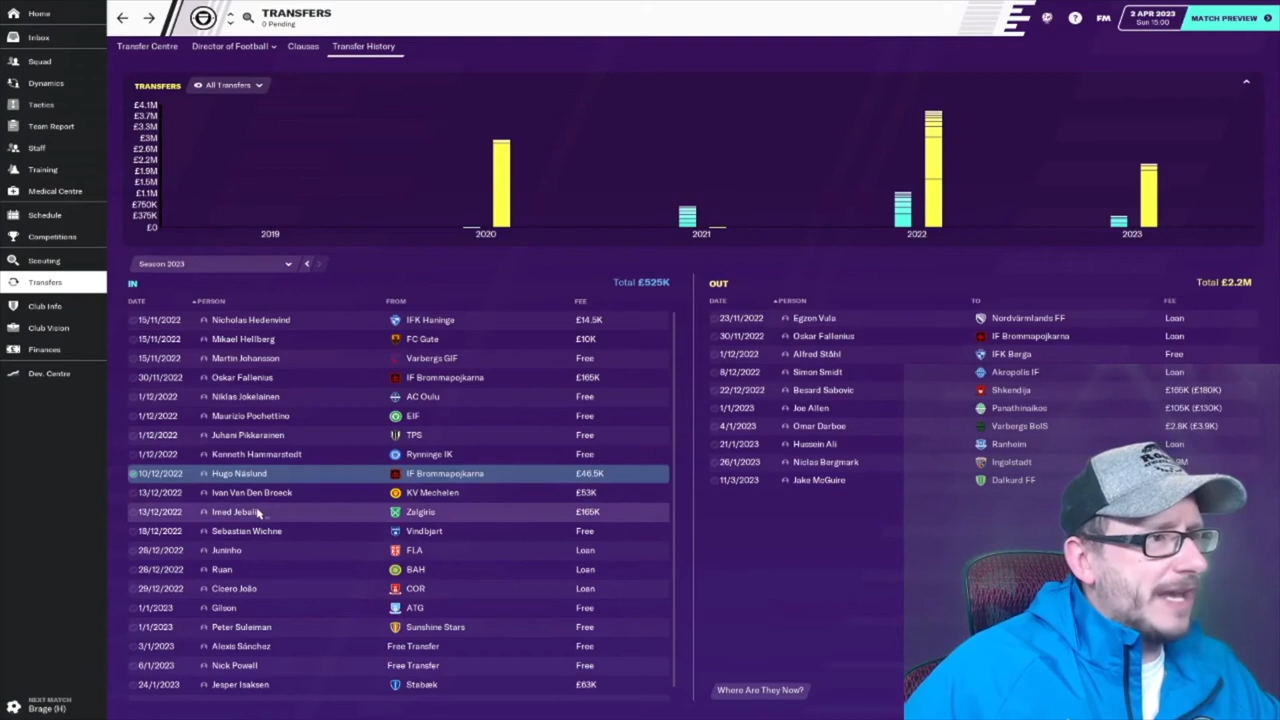 Home
Inbox
Squad
Dynamics
Tactics
Team Report
Staff
Training
Medical Centre
Schedule
Competitions
Scouting
Transfers
Club Info
Club Vision
Finances
Dev. Centre
NEXT MATCH
Brage (H)
TRANSFERS
0 Pending
FM
2 APR 2023
Sun 15:00
MATCH PREVIEW
Transfer Centre Director of Football Clauses Transfer History
TRANSFERS All Transfers
£4.1M
£3.7M
£3.3M
£3M
£2.6M
£2.2M
£1.9M
£1.5M
£1.1M
£750K
£375K
£0
2019 2020 2021 2022 2023
Season 2023
IN Total £525K
DATE PERSON FROM FEE
15/11/2022 Nicholas Hedenvind IFK Haninge £14.5K
15/11/2022 Mikael Hellberg FC Gute £10K
15/11/2022 Martin Johansson Varbergs GIF Free
30/11/2022 Oskar Fallenius IF Brommapojkarna £165K
1/12/2022 Niklas Jokelainen AC Oulu Free
1/12/2022 Maurizio Pochettino EIF Free
1/12/2022 Juhani Pikkarainen TPS Free
1/12/2022 Kenneth Hammarstedt Rynninge IK Free
10/12/2022 Hugo Näslund IF Brommapojkarna £46.5K
13/12/2022 Ivan Van Den Broeck KV Mechelen £53K
13/12/2022 Imed Jebali Zalgiris £165K
18/12/2022 Sebastian Wichne Vindbjart Free
28/12/2022 Juninho FLA Loan
28/12/2022 Ruan BAH Loan
29/12/2022 Cícero João COR Loan
1/1/2023 Gilson ATG Free
1/1/2023 Peter Suleiman Sunshine Stars Free
3/1/2023 Alexis Sánchez Free Transfer Free
6/1/2023 Nick Powell Free Transfer Free
24/1/2023 Jesper Isaksen Stabæk £63K
OUT Total £2.2M
DATE PERSON TO FEE
23/11/2022 Egzon Vula Nordvärmlands FF Loan
30/11/2022 Oskar Fallenius IF Brommapojkarna Loan
1/12/2022 Alfred Ståhl IFK Berga Free
8/12/2022 Simon Smidt Akropolis IF Loan
22/12/2022 Besard Sabovic Shkendija £165K (£180K)
1/1/2023 Joe Allen Panathinaikos £105K (£130K)
4/1/2023 Omar Darboe Varbergs BoIS £2.8K (£3.9K)
21/1/2023 Hussein Ali Ranheim Loan
26/1/2023 Niclas Bergmark Ingolstadt
11/3/2023 Jake McGuire Dalkurd FF
Where Are They Now?